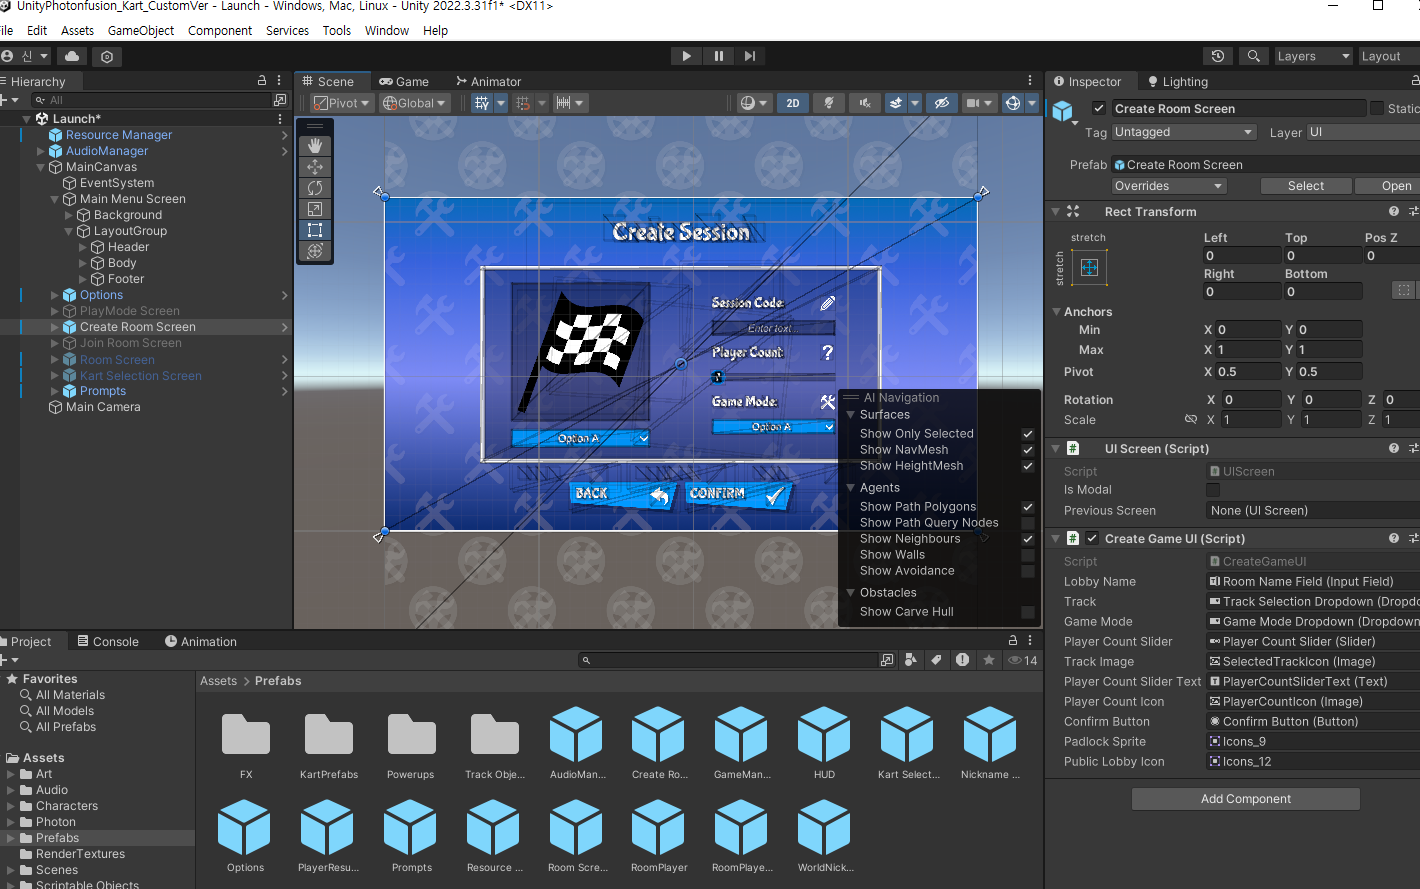 UnityPhotonfusion_Kart_CustomVer - Launch - Windows, Mac, Linux - Unity 2022.3.31f1* <DX11>
File Edit Assets GameObject Component Services Tools Window Help
신
Layers
Layout
Hierarchy
All
Launch*
Resource Manager
AudioManager
MainCanvas
EventSystem
Main Menu Screen
Background
LayoutGroup
Header
Body
Footer
Options
PlayMode Screen
Create Room Screen
Join Room Screen
Room Screen
Kart Selection Screen
Prompts
Main Camera
Scene Game Animator
Pivot Global 2D
Create Session
Session Code:
Enter text...
Player Count:
1
Game Mode:
Option A
Option A
BACK
CONFIRM
AI Navigation
Surfaces
Show Only Selected
Show NavMesh
Show HeightMesh
Agents
Show Path Polygons
Show Path Query Nodes
Show Neighbours
Show Walls
Show Avoidance
Obstacles
Show Carve Hull
Inspector Lighting
Create Room Screen Static
Tag Untagged Layer UI
Prefab Create Room Screen
Overrides Select Open
Rect Transform
stretch
stretch
Left Top Pos Z
0 0 0
Right Bottom
0 0
Anchors
Min X 0 Y 0
Max X 1 Y 1
Pivot X 0.5 Y 0.5
Rotation X 0 Y 0 Z 0
Scale X 1 Y 1 Z 1
UI Screen (Script)
Script UIScreen
Is Modal
Previous Screen None (UI Screen)
Create Game UI (Script)
Script CreateGameUI
Lobby Name Room Name Field (Input Field)
Track Track Selection Dropdown (Dropdo
Game Mode Game Mode Dropdown (Dropdown
Player Count Slider Player Count Slider (Slider)
Track Image SelectedTrackIcon (Image)
Player Count Slider Text PlayerCountSliderText (Text)
Player Count Icon PlayerCountIcon (Image)
Confirm Button Confirm Button (Button)
Padlock Sprite Icons_9
Public Lobby Icon Icons_12
Add Component
Project Console Animation
14
Favorites
All Materials
All Models
All Prefabs
Assets
Art
Audio
Characters
Photon
Prefabs
RenderTextures
Scenes
Scriptable Objects
Assets > Prefabs
FX KartPrefabs Powerups Track Obje... AudioMan... Create Ro... GameMan... HUD Kart Select... Nickname ...
Options PlayerResu... Prompts Resource ... Room Scre... RoomPlayer RoomPlaye... WorldNick...